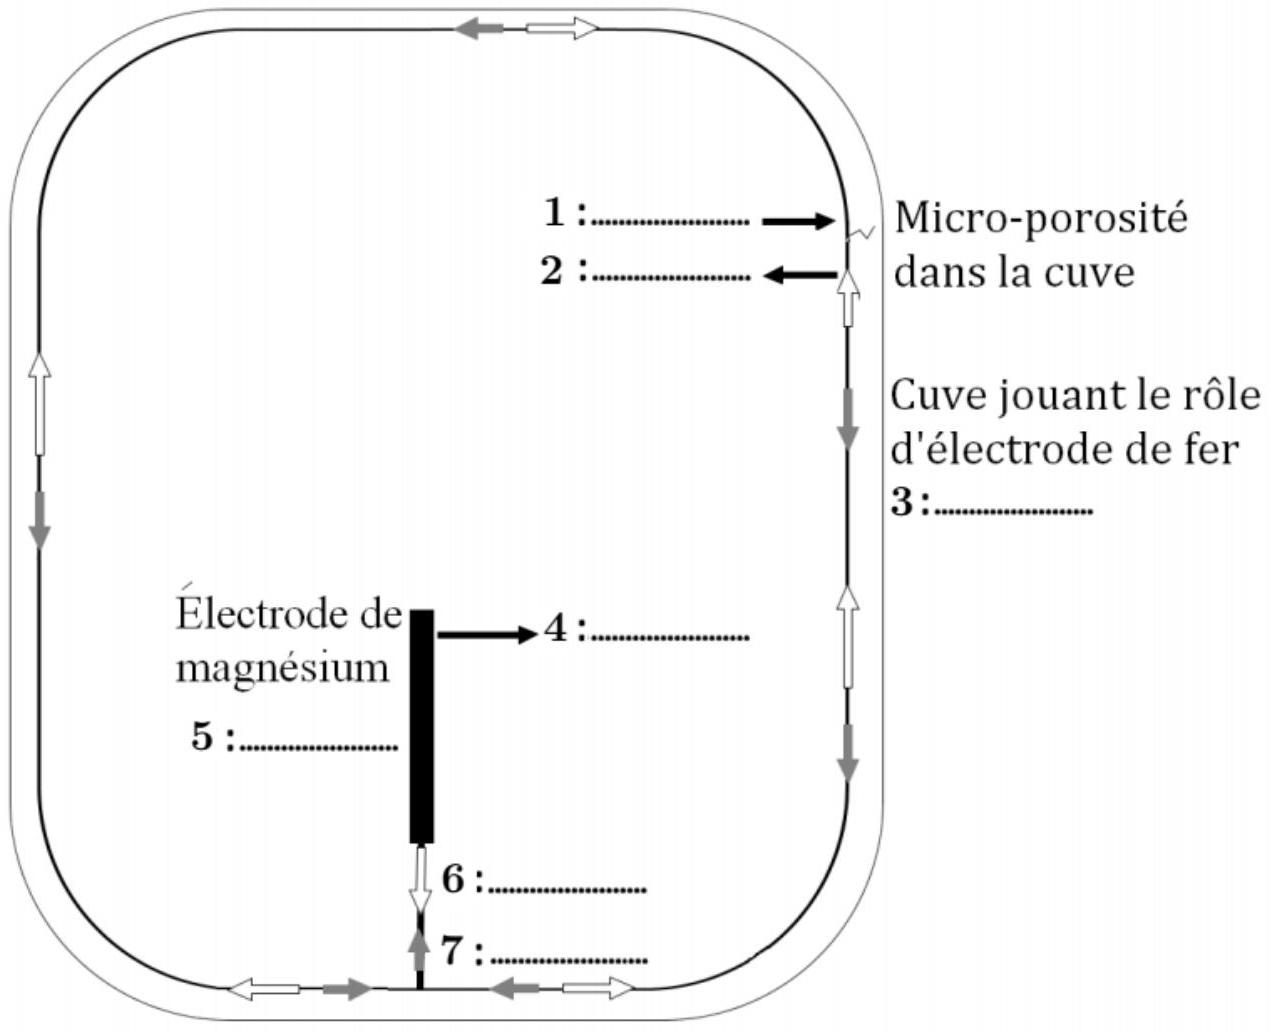 1 :.......................
Micro-porosité
2 :.......................
dans la cuve
Cuve jouant le rôle
d'électrode de fer
3 :.......................
Électrode de
magnésium
4 :.......................
5 :.......................
6 :.......................
7 :.......................